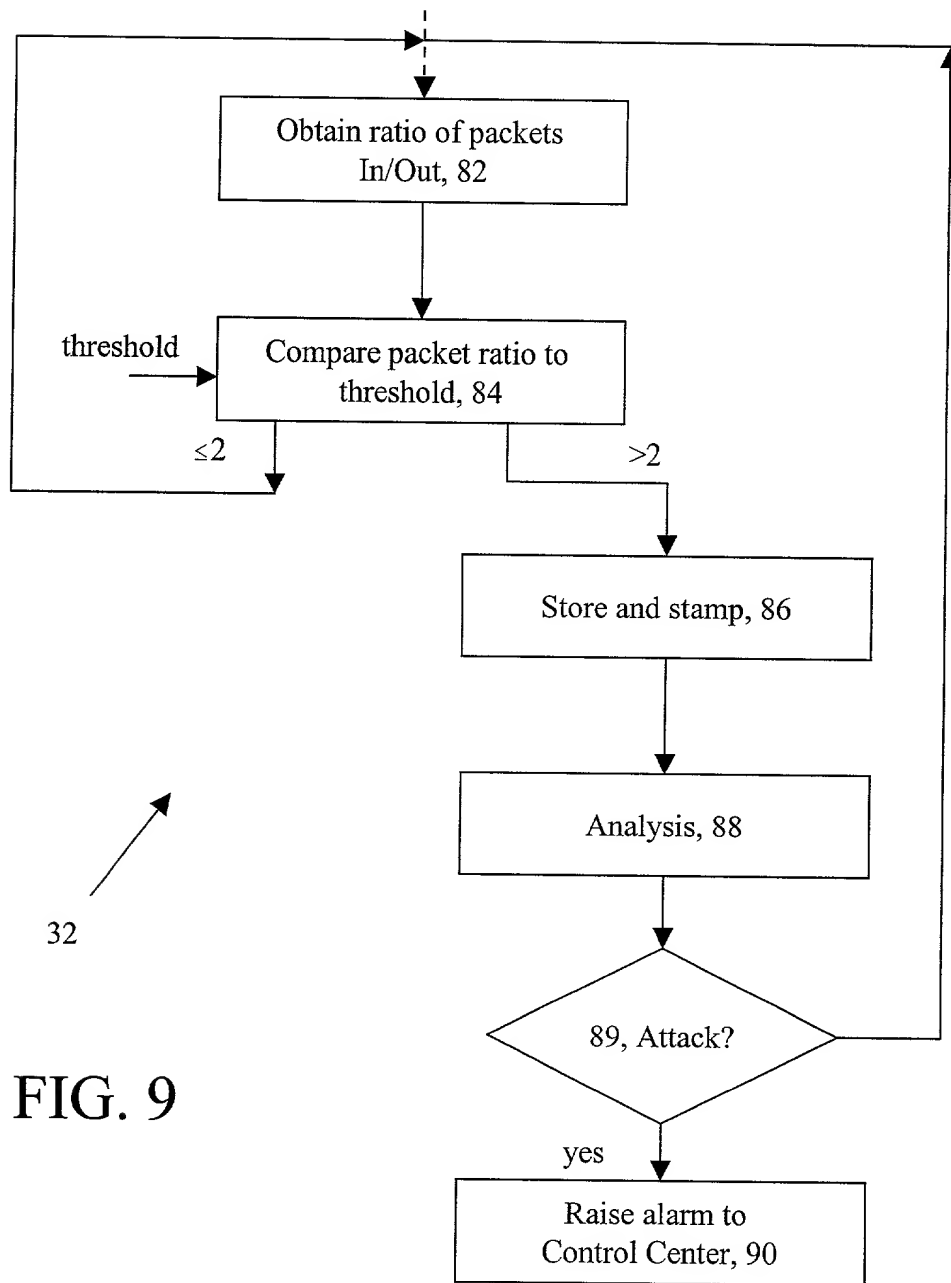 Obtain ratio of packets
In/Out, 82
threshold
Compare packet ratio to
threshold, 84
≤2
>2
Store and stamp, 86
Analysis, 88
32
89, Attack?
FIG. 9
yes
Raise alarm to
Control Center, 90